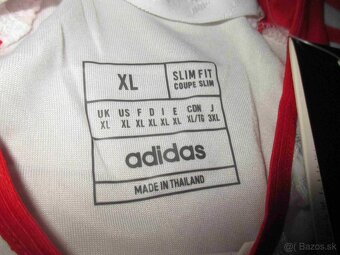 XL
SLIM FIT
COUPE SLIM
UK US F D I E CDN J
XL XL XL XL XL XL XL/TG 3XL
adidas
MADE IN THAILAND
Bazar.sk